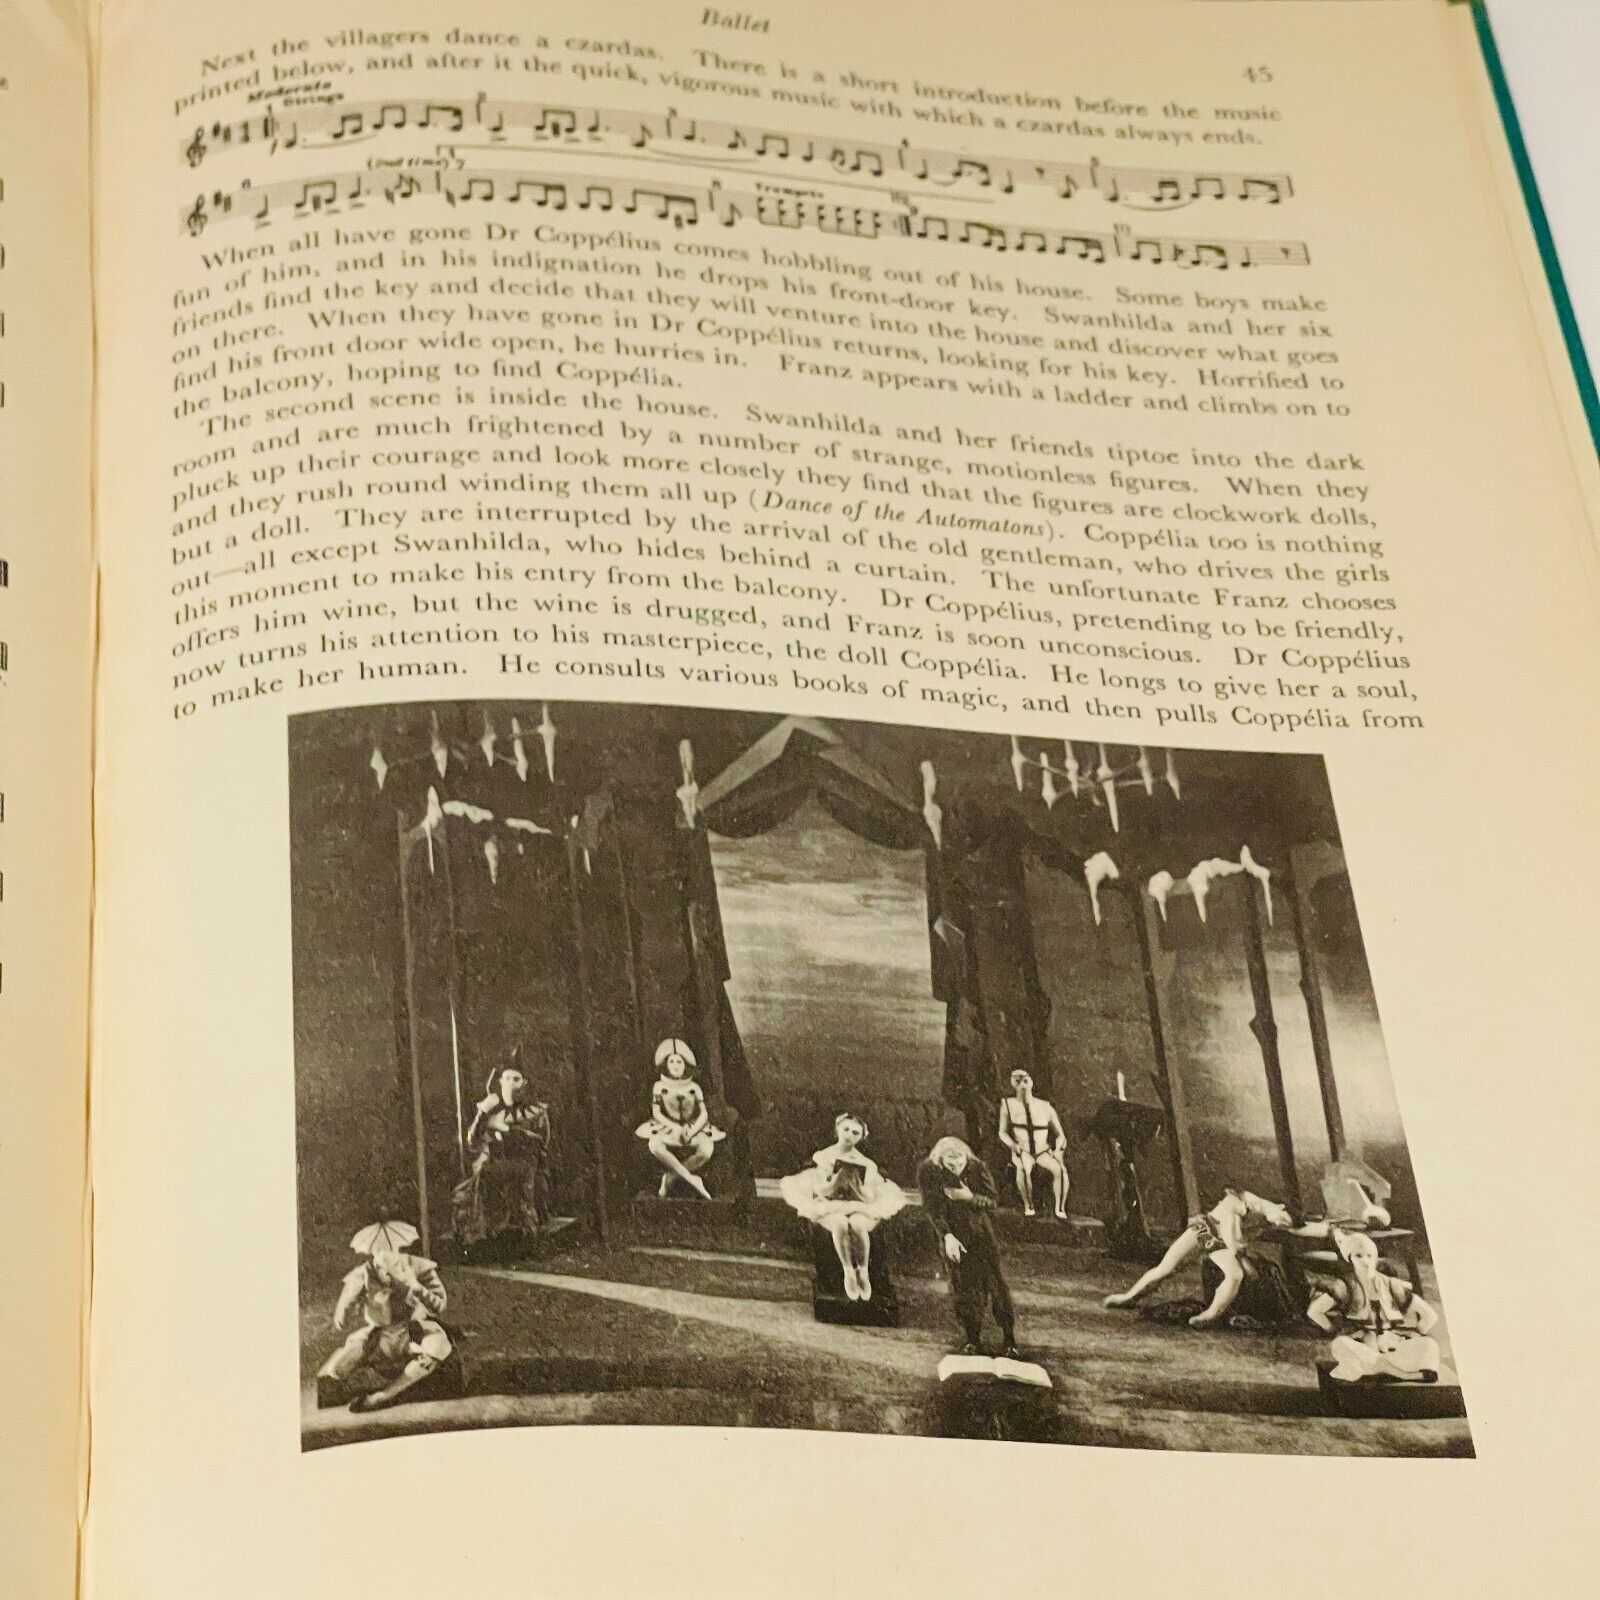 Ballet
45
Next the villagers dance a czardas. There is a short introduction before the music
printed below, and after it the quick, vigorous music with which a czardas always ends.
Moderato
Strings
(2nd time)
Trumpets
When all have gone Dr Coppélius comes hobbling out of his house. Some boys make
fun of him, and in his indignation he drops his front-door key. Swanhilda and her six
friends find the key and decide that they will venture into the house and discover what goes
on there. When they have gone in Dr Coppélius returns, looking for his key. Horrified to
find his front door wide open, he hurries in. Franz appears with a ladder and climbs on to
the balcony, hoping to find Coppélia.
The second scene is inside the house. Swanhilda and her friends tiptoe into the dark
room and are much frightened by a number of strange, motionless figures. When they
pluck up their courage and look more closely they find that the figures are clockwork dolls,
and they rush round winding them all up (Dance of the Automatons). Coppélia too is nothing
but a doll. They are interrupted by the arrival of the old gentleman, who drives the girls
out—all except Swanhilda, who hides behind a curtain. The unfortunate Franz chooses
this moment to make his entry from the balcony. Dr Coppélius, pretending to be friendly,
offers him wine, but the wine is drugged, and Franz is soon unconscious. Dr Coppélius
now turns his attention to his masterpiece, the doll Coppélia. He longs to give her a soul,
to make her human. He consults various books of magic, and then pulls Coppélia from